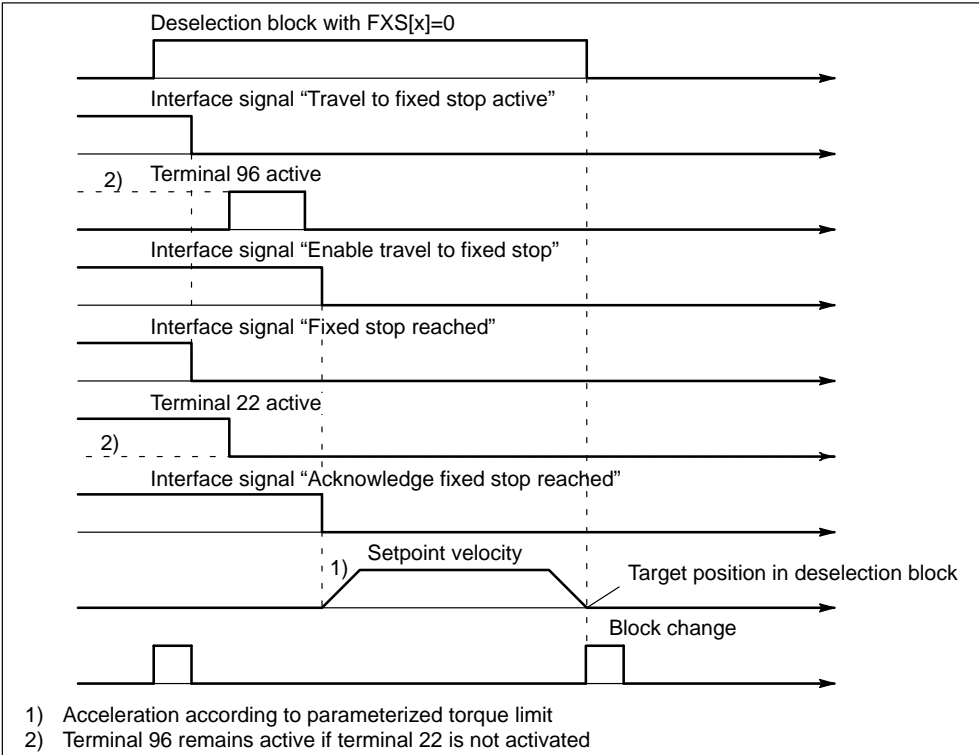 Deselection block with FXS[x]=0
Interface signal “Travel to fixed stop active”
2)
Terminal 96 active
Interface signal “Enable travel to fixed stop”
Interface signal “Fixed stop reached”
Terminal 22 active
2)
Interface signal “Acknowledge fixed stop reached”
1)
Setpoint velocity
Target position in deselection block
Block change
1) Acceleration according to parameterized torque limit
2) Terminal 96 remains active if terminal 22 is not activated